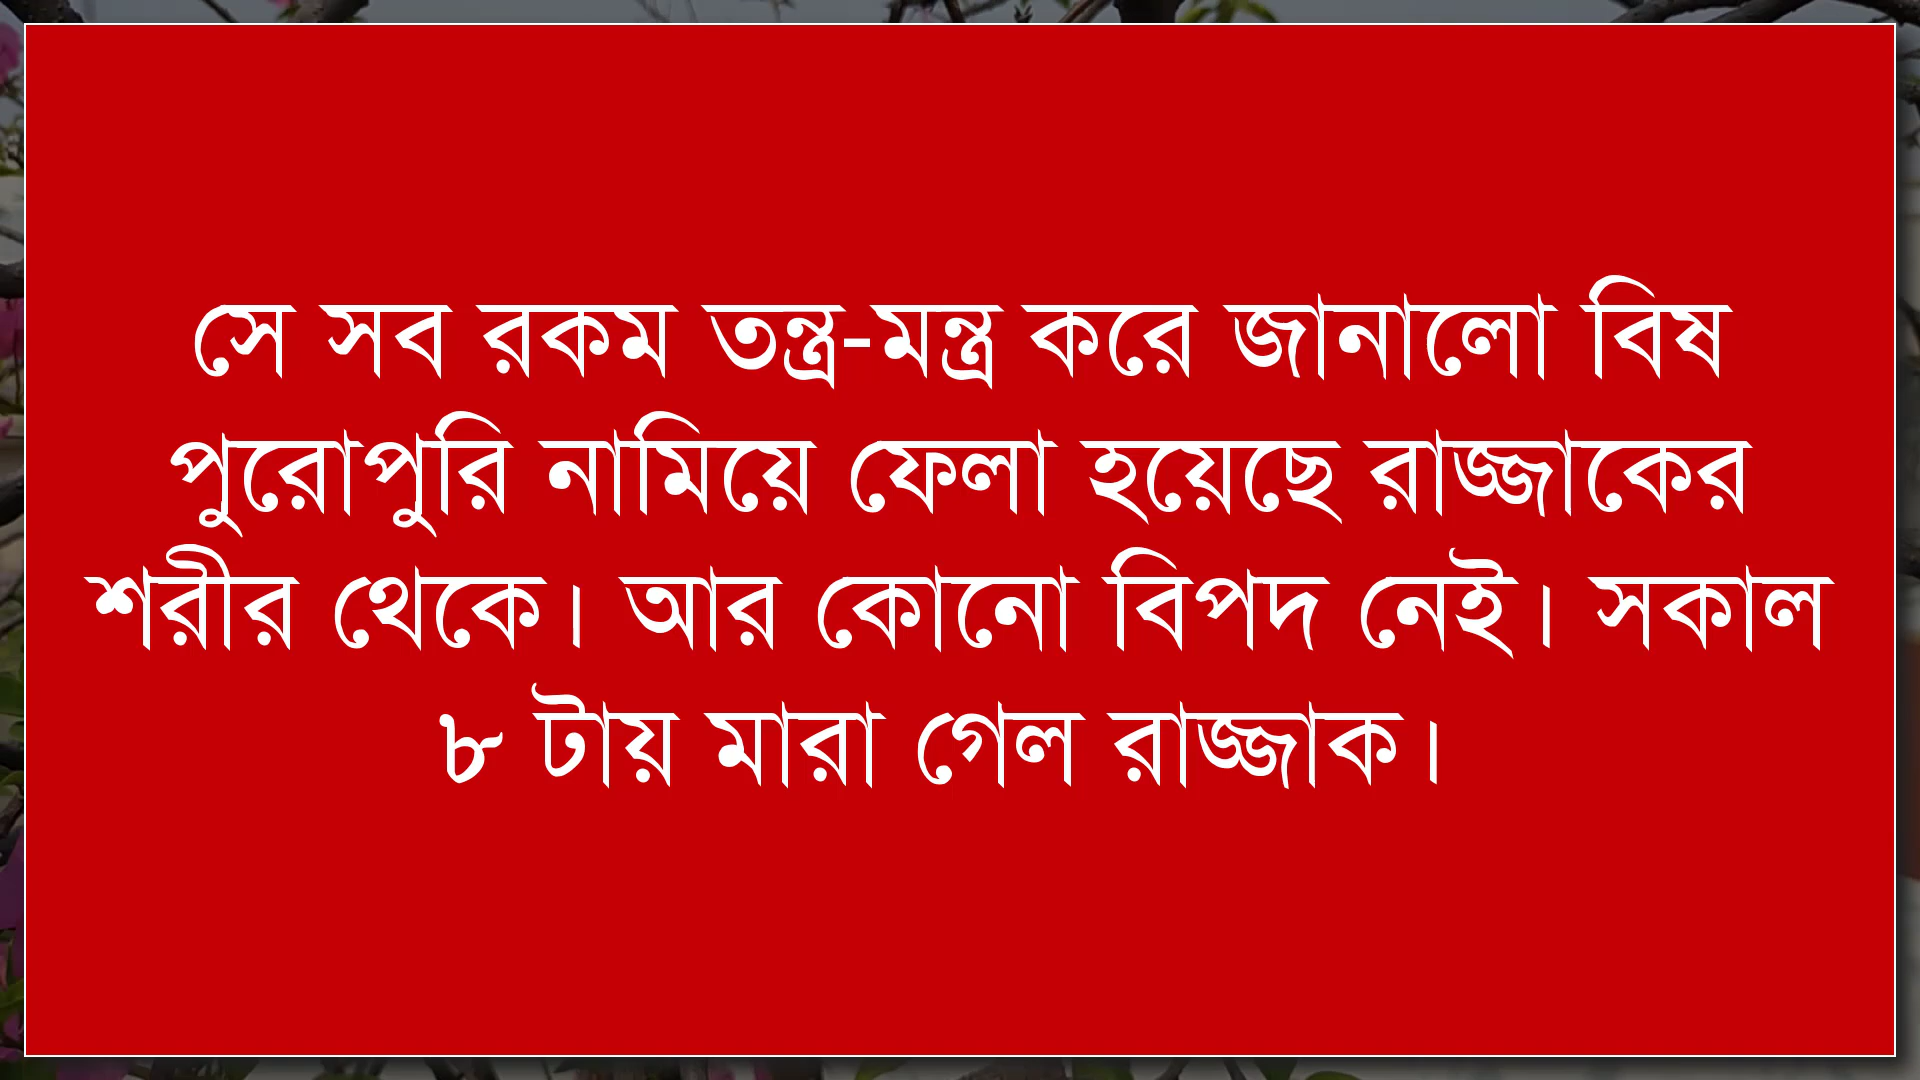 সে সব রকম তন্ত্র-মন্ত্র করে জানালো বিষ
পুরোপুরি নামিয়ে ফেলা হয়েছে রাজ্জাকের
শরীর থেকে। আর কোনো বিপদ নেই। সকাল
৮ টায় মারা গেল রাজ্জাক।